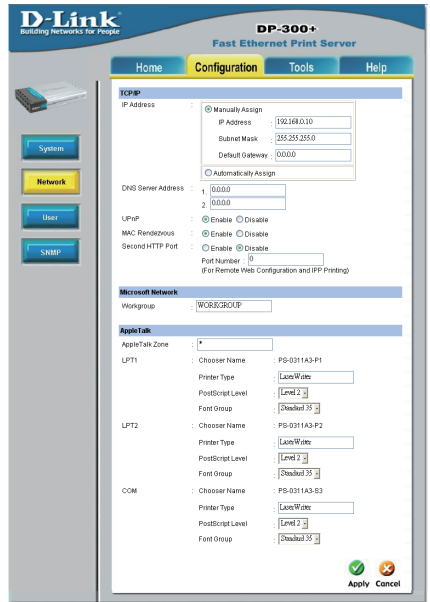 D-Link
Building Networks for People
DP-300+
Fast Ethernet Print Server
Home Configuration Tools Help
System
Network
User
SNMP
TCP/IP
IP Address : Manually Assign
IP Address : 192.168.0.10
Subnet Mask : 255.255.255.0
Default Gateway : 0.0.0.0
Automatically Assign
DNS Server Address : 1. 0.0.0.0
2. 0.0.0.0
UPnP : Enable Disable
MAC Rendezvous : Enable Disable
Second HTTP Port : Enable Disable
Port Number : 0
(For Remote Web Configuration and IPP Printing)
Microsoft Network
Workgroup : WORKGROUP
AppleTalk
AppleTalk Zone : *
LPT1 : Chooser Name : PS-0311A3-P1
Printer Type : LaserWriter
PostScript Level : Level 2
Font Group : Standard 35
LPT2 : Chooser Name : PS-0311A3-P2
Printer Type : LaserWriter
PostScript Level : Level 2
Font Group : Standard 35
COM : Chooser Name : PS-0311A3-S3
Printer Type : LaserWriter
PostScript Level : Level 2
Font Group : Standard 35
Apply Cancel